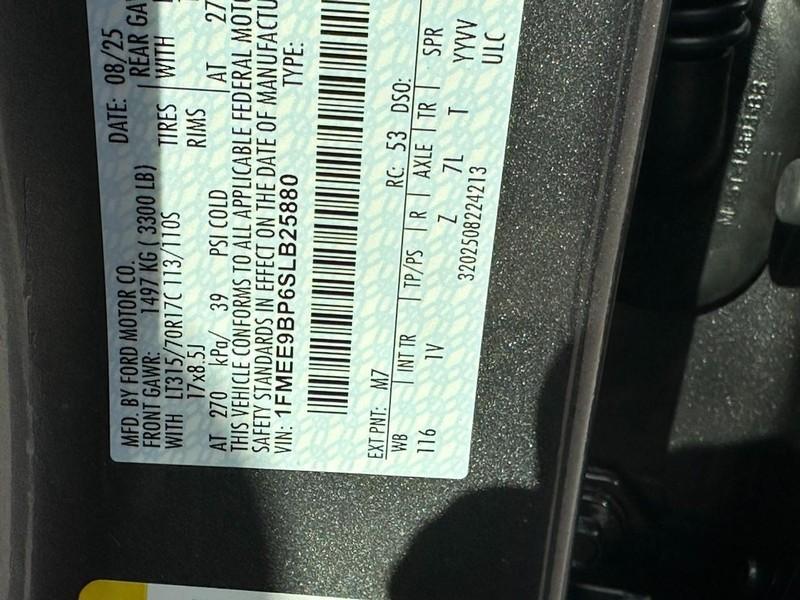 MFD. BY FORD MOTOR CO.
DATE: 08/25
FRONT GAWR: 1497 KG ( 3300 LB)
REAR GA
WITH LT315/70R17C 113/110S TIRES
WITH
17x8.5J RIMS
AT 270 kPa/ 39 PSI COLD
AT 27
THIS VEHICLE CONFORMS TO ALL APPLICABLE FEDERAL MOTO
SAFETY STANDARDS IN EFFECT ON THE DATE OF MANUFACTU
VIN: 1FMEE9BP6SLB25880
TYPE:
EXT PNT: M7 RC: 53 DSO:
WB INT TR TP/PS R AXLE TR SPR
116 1V Z 7L T YYVV
3202508224213 ULC